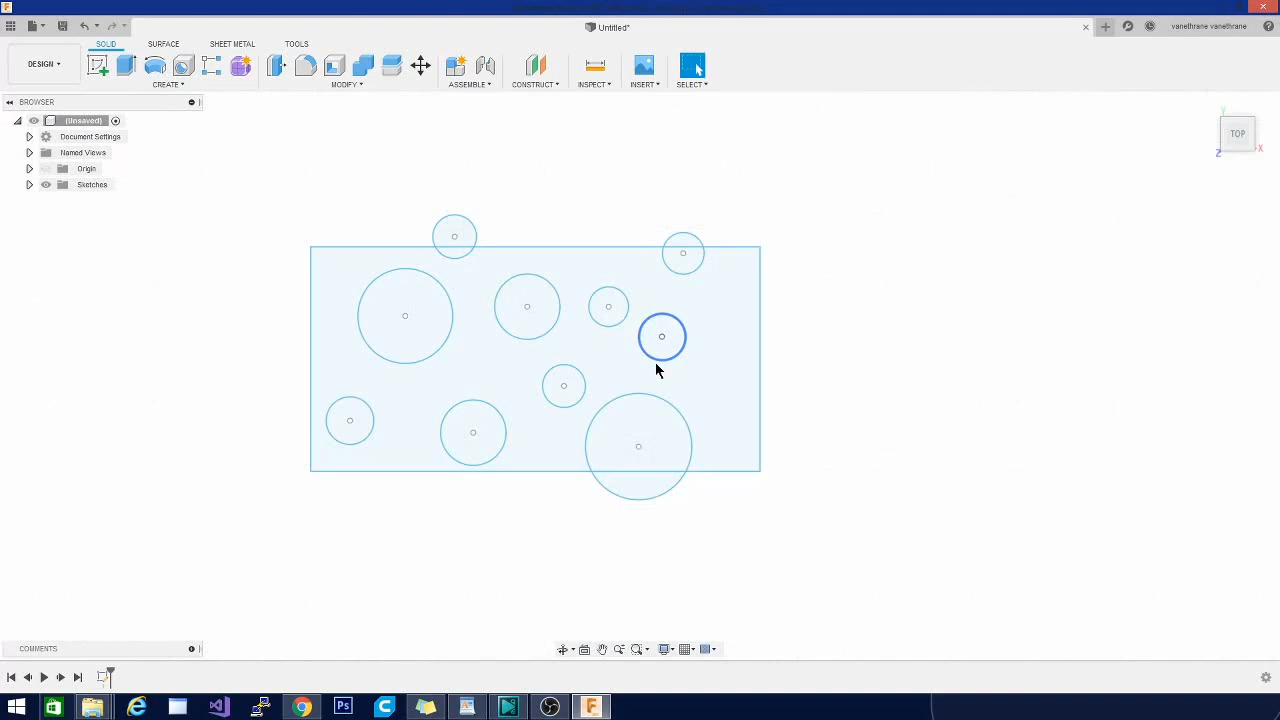 Untitled*
vanethrane vanethrane
DESIGN
SOLID SURFACE SHEET METAL TOOLS
CREATE MODIFY ASSEMBLE CONSTRUCT INSPECT INSERT SELECT
BROWSER
(Unsaved)
Document Settings
Named Views
Origin
Sketches
Y
TOP
X
Z
COMMENTS
Ps